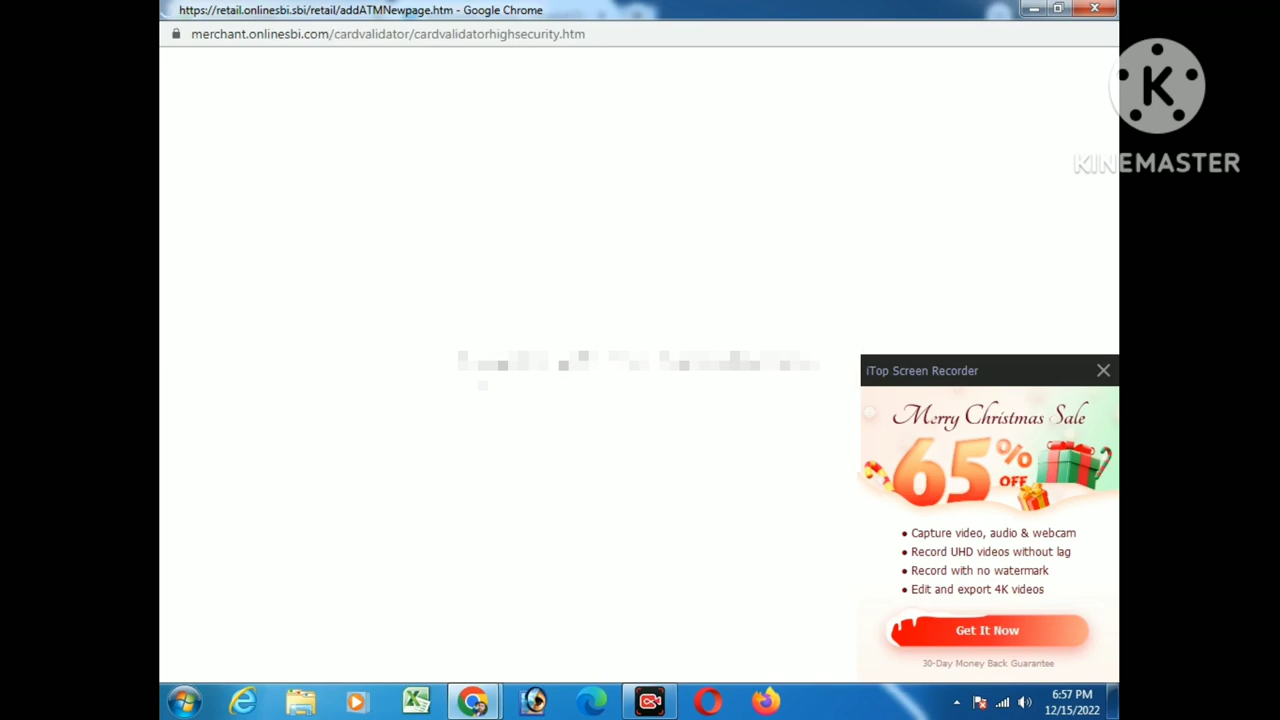 https://retail.onlinesbi.sbi/retail/addATMNewpage.htm - Google Chrome
merchant.onlinesbi.com/cardvalidator/cardvalidatorhighsecurity.htm
K
KINEMASTER
iTop Screen Recorder
Merry Christmas Sale
65% OFF
• Capture video, audio & webcam
• Record UHD videos without lag
• Record with no watermark
• Edit and export 4K videos
Get It Now
30-Day Money Back Guarantee
6:57 PM
12/15/2022